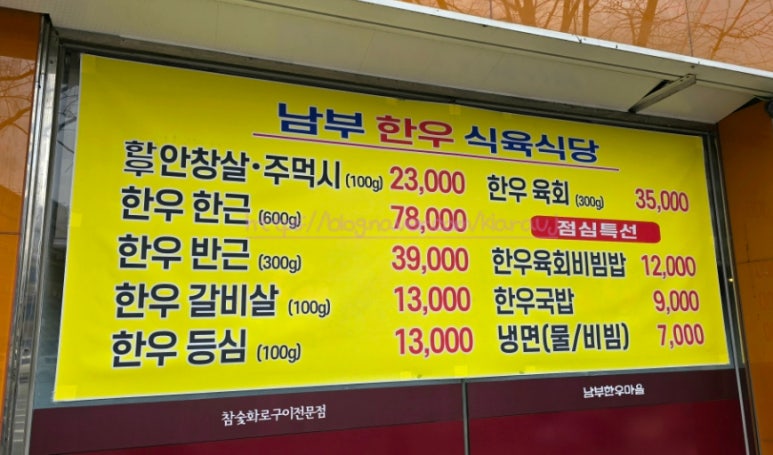 남부 한우 식육식당
한우 안창살·주먹시 (100g) 23,000
한우 한근 (600g) 78,000
한우 반근 (300g) 39,000
한우 갈비살 (100g) 13,000
한우 등심 (100g) 13,000
한우 육회 (300g) 35,000
점심특선
한우육회비빔밥 12,000
한우국밥 9,000
냉면(물/비빔) 7,000
참숯화로구이전문점
남부한우마을